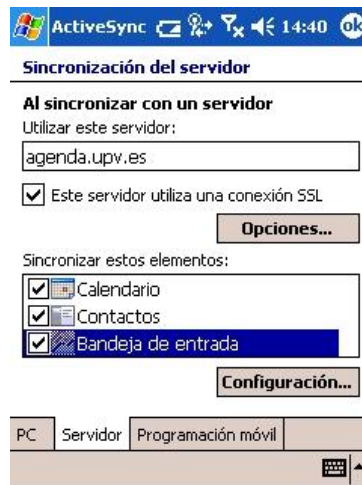 ActiveSync 14:40 ok
Sincronización del servidor
Al sincronizar con un servidor
Utilizar este servidor:
agenda.upv.es
Este servidor utiliza una conexión SSL
Opciones...
Sincronizar estos elementos:
Calendario
Contactos
Bandeja de entrada
Configuración...
PC Servidor Programación móvil